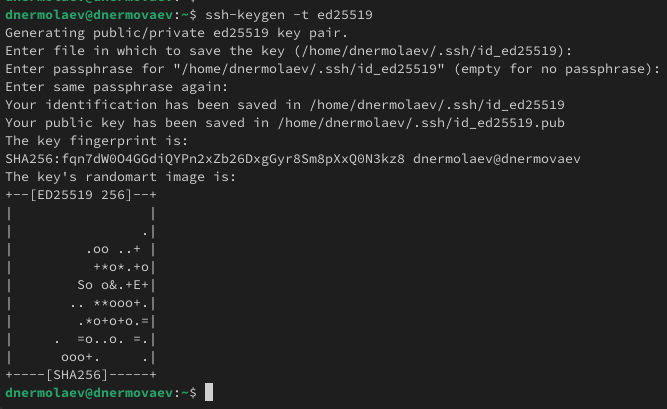 dnermolaev@dnermovaev:~$ ssh-keygen -t ed25519
Generating public/private ed25519 key pair.
Enter file in which to save the key (/home/dnermolaev/.ssh/id_ed25519):
Enter passphrase for "/home/dnermolaev/.ssh/id_ed25519" (empty for no passphrase):
Enter same passphrase again:
Your identification has been saved in /home/dnermolaev/.ssh/id_ed25519
Your public key has been saved in /home/dnermolaev/.ssh/id_ed25519.pub
The key fingerprint is:
SHA256:fqn7dW0O4GGdiQYPn2xZb26DxgGyr8Sm8pXxQ0N3kz8 dnermolaev@dnermovaev
The key's randomart image is:
+--[ED25519 256]--+
|                 |
|                .|
|         .oo ..+ |
|          +*o*.+o|
|        So o&.+E+|
|       .. **ooo+.|
|        .*o+o+o.=|
|     .  =o..o. =.|
|      ooo+.     .|
+----[SHA256]-----+
dnermolaev@dnermovaev:~$